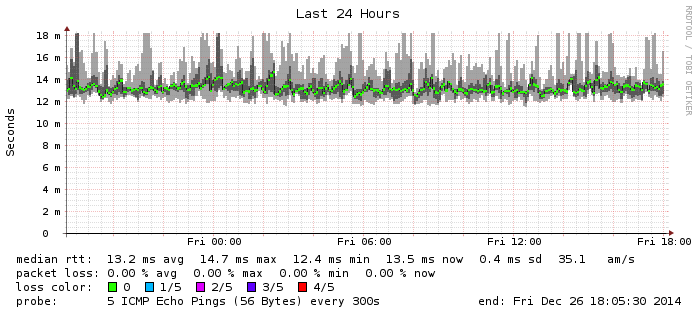 Last 24 Hours
RRDTOOL / TOBI OETIKER
Seconds
18 m
16 m
14 m
12 m
10 m
8 m
6 m
4 m
2 m
0
Fri 00:00 Fri 06:00 Fri 12:00 Fri 18:00
median rtt: 13.2 ms avg 14.7 ms max 12.4 ms min 13.5 ms now 0.4 ms sd 35.1 am/s
packet loss: 0.00 % avg 0.00 % max 0.00 % min 0.00 % now
loss color: 0 1/5 2/5 3/5 4/5
probe: 5 ICMP Echo Pings (56 Bytes) every 300s end: Fri Dec 26 18:05:30 2014